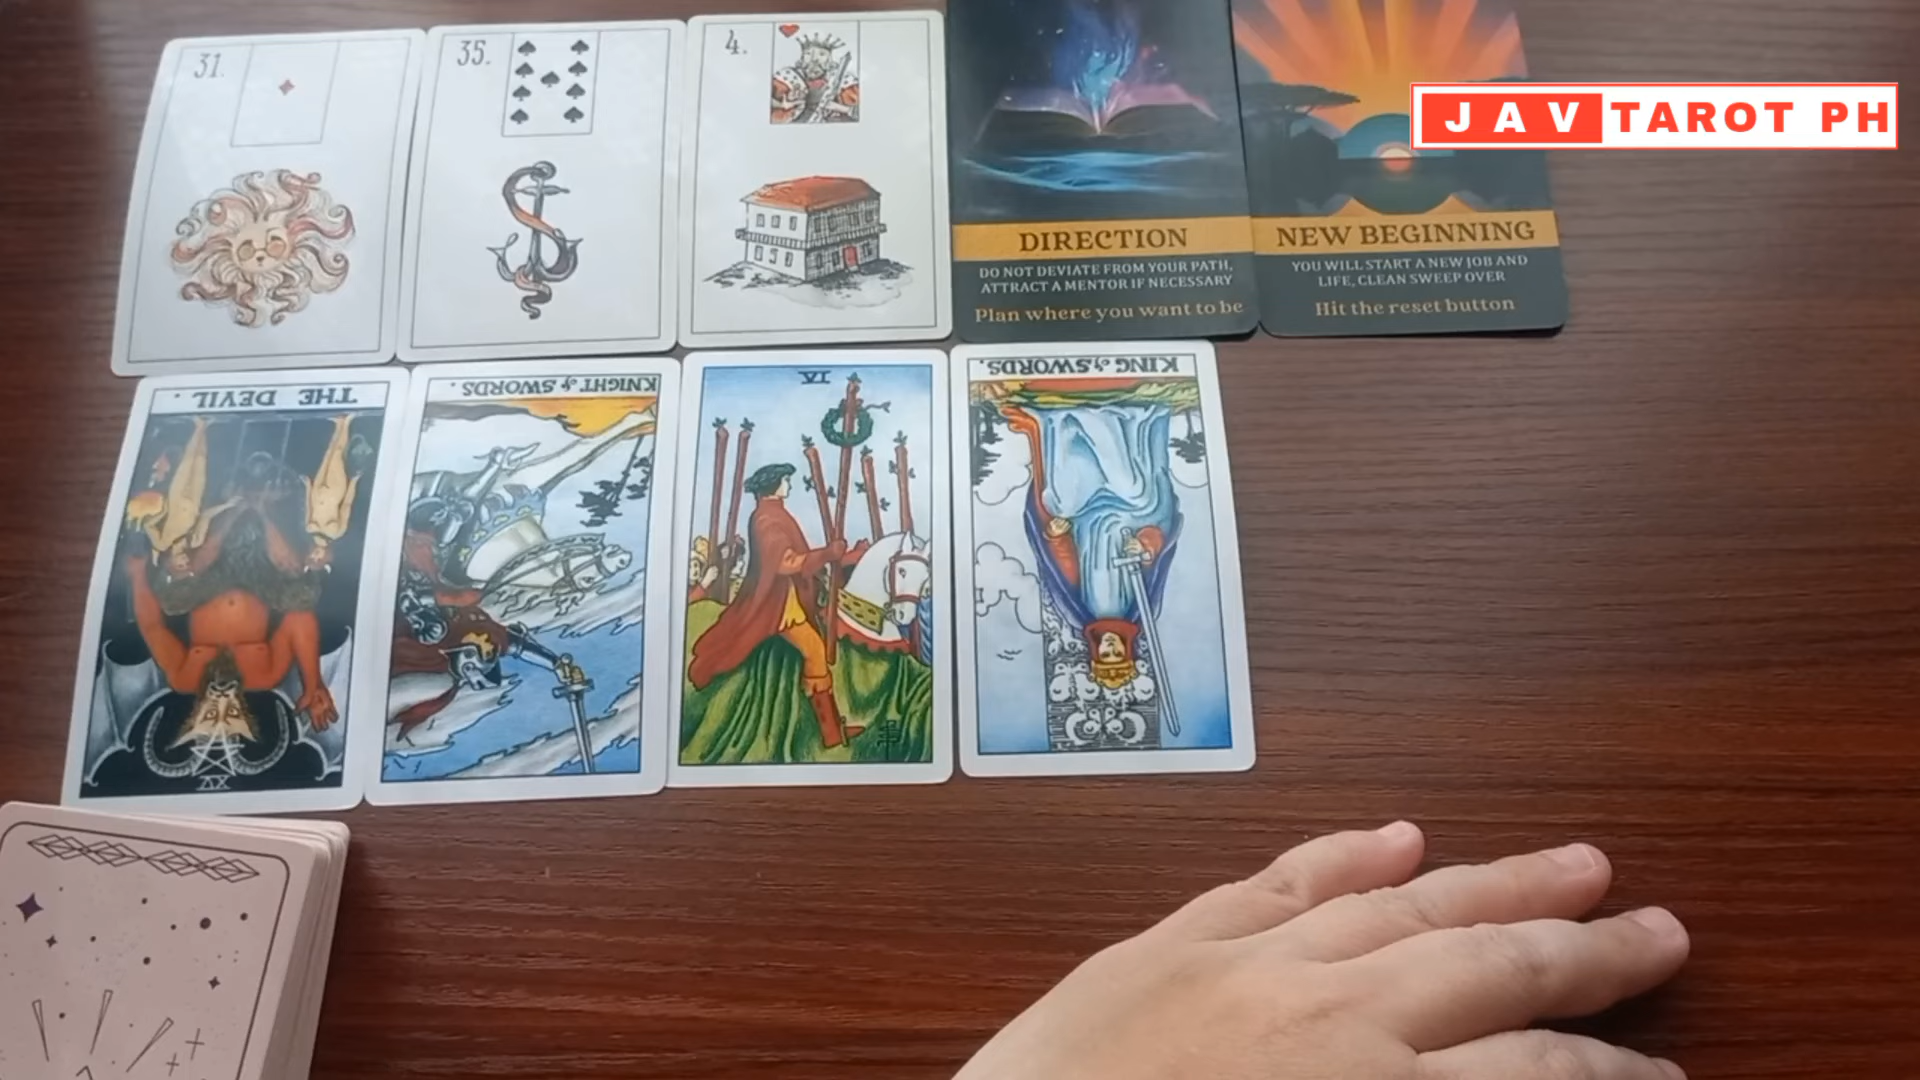 31.
35.
4.
DIRECTION
DO NOT DEVIATE FROM YOUR PATH,
ATTRACT A MENTOR IF NECESSARY
Plan where you want to be
NEW BEGINNING
YOU WILL START A NEW JOB AND
LIFE, CLEAN SWEEP OVER
Hit the reset button
JAV TAROT PH
THE DEVIL.
XV
KNIGHT of SWORDS.
VI
KING of SWORDS.